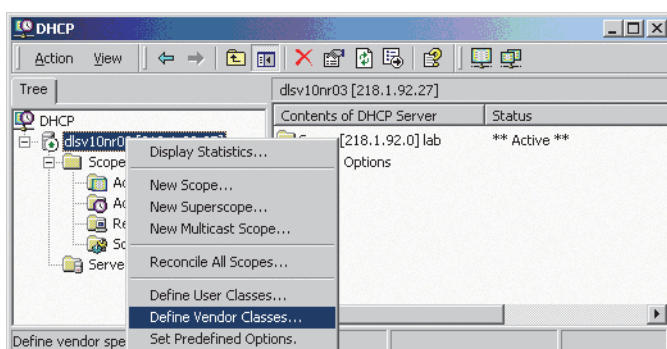 DHCP
Action View
Tree
dlsv10nr03 [218.1.92.27]
DHCP
Contents of DHCP Server Status
[218.1.92.0] lab ** Active **
Scope
Options
Serve
Display Statistics...
New Scope...
New Superscope...
New Multicast Scope...
Reconcile All Scopes...
Define User Classes...
Define Vendor Classes...
Set Predefined Options.
Define vendor spe